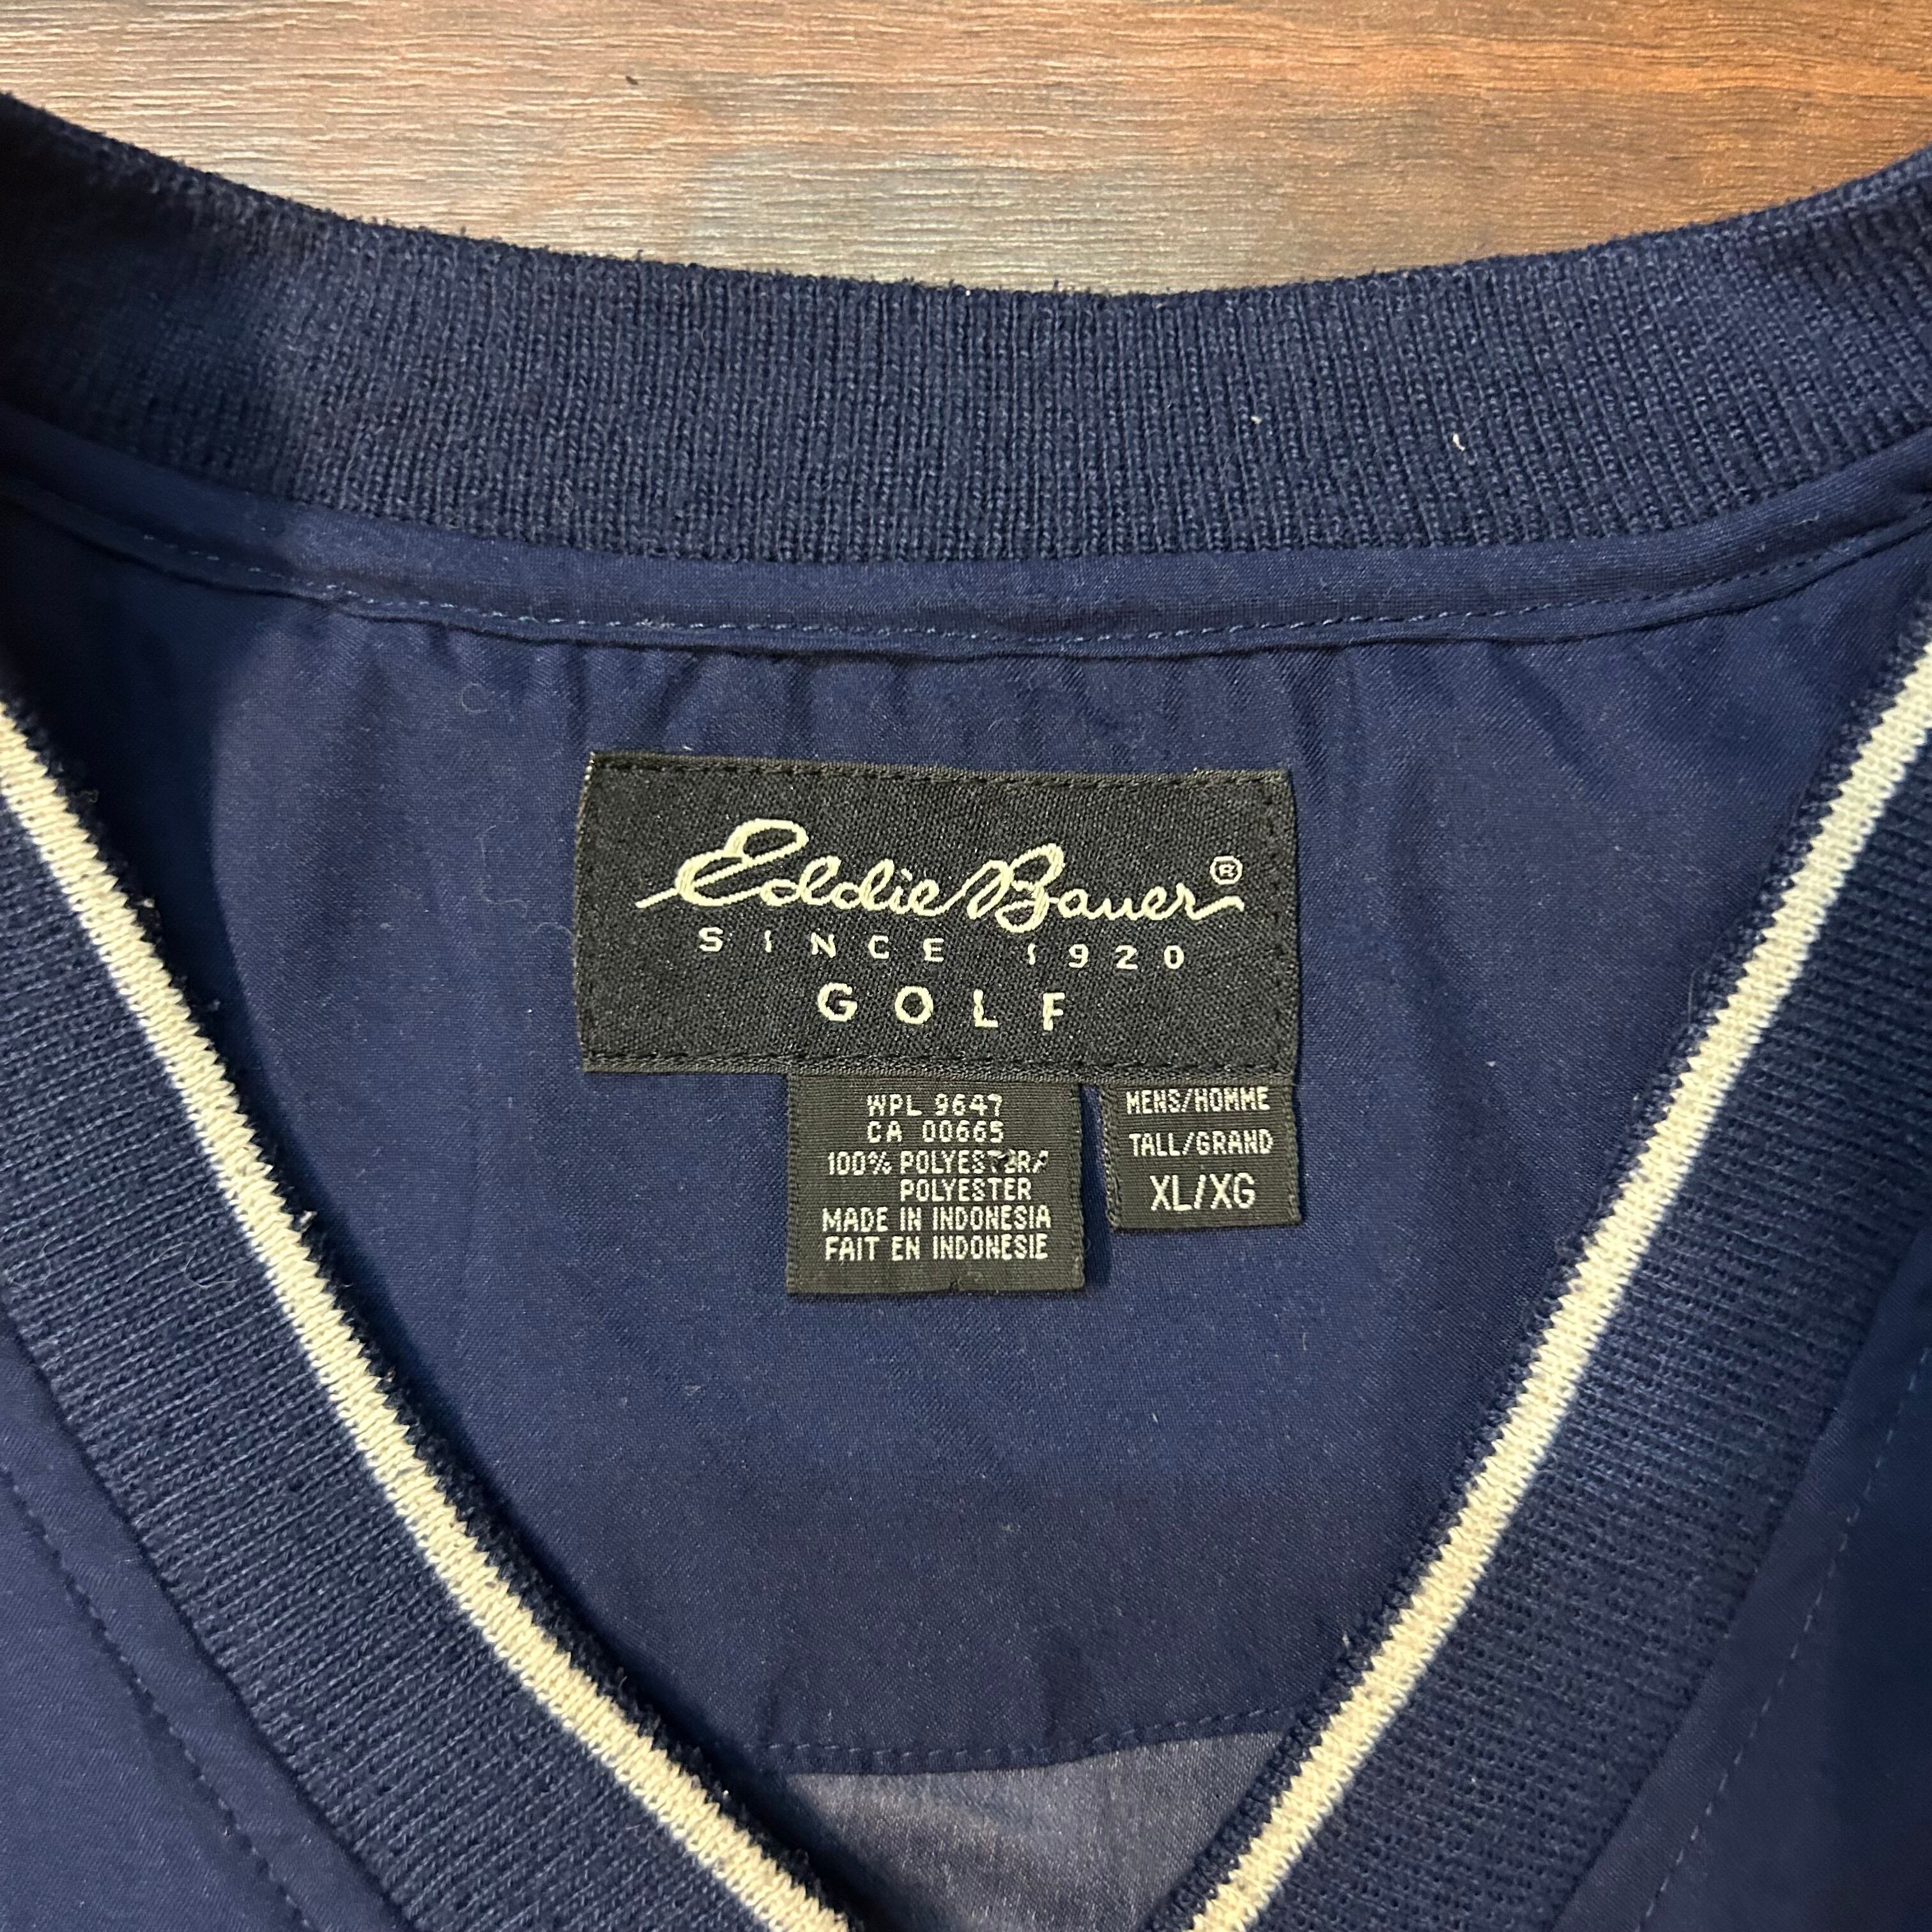 Eddie Bauer®
SINCE 1920
GOLF
WPL 9647
CA 00665
100% POLYESTER/
POLYESTER
MADE IN INDONESIA
FAIT EN INDONESIE
MENS/HOMME
TALL/GRAND
XL/XG